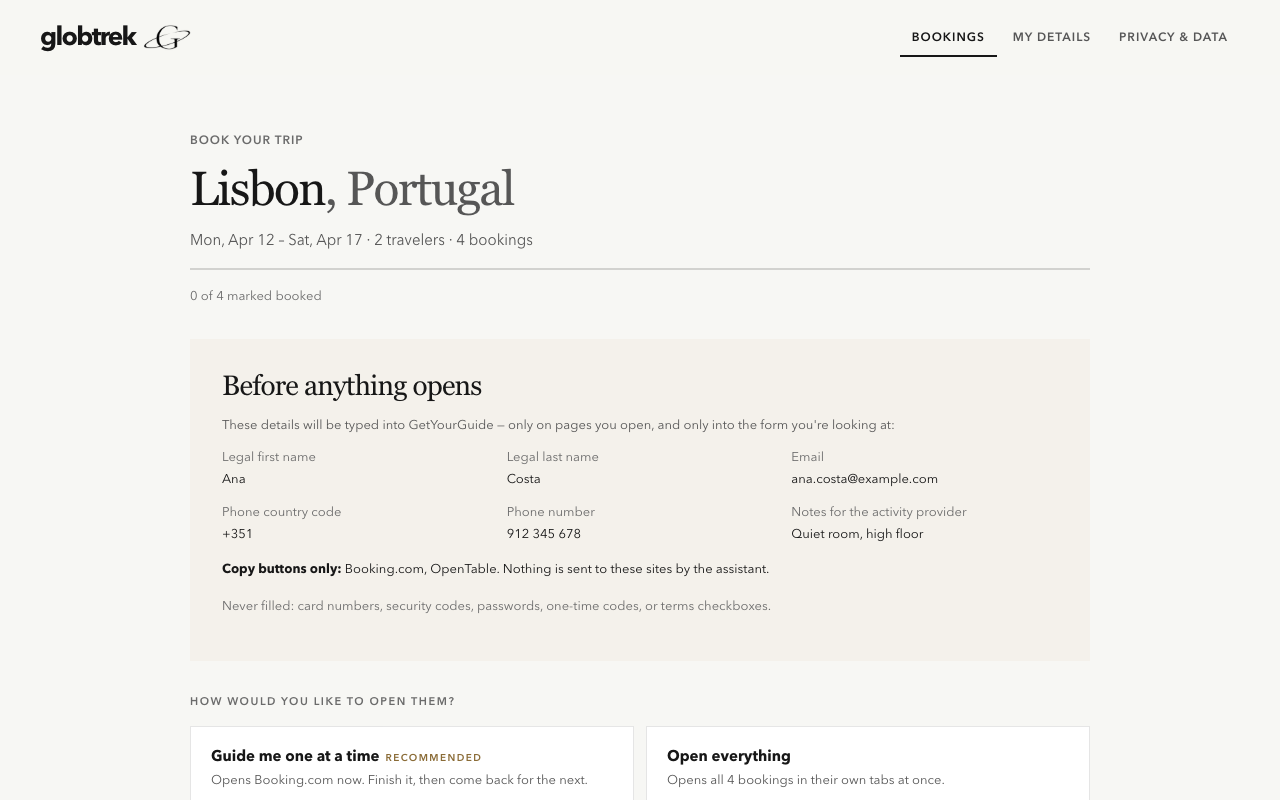 globtrek G
BOOKINGS
MY DETAILS
PRIVACY & DATA
BOOK YOUR TRIP
Lisbon, Portugal
Mon, Apr 12 – Sat, Apr 17 · 2 travelers · 4 bookings
0 of 4 marked booked
Before anything opens
These details will be typed into GetYourGuide — only on pages you open, and only into the form you're looking at:
Legal first name
Ana
Legal last name
Costa
Email
ana.costa@example.com
Phone country code
+351
Phone number
912 345 678
Notes for the activity provider
Quiet room, high floor
Copy buttons only: Booking.com, OpenTable. Nothing is sent to these sites by the assistant.
Never filled: card numbers, security codes, passwords, one-time codes, or terms checkboxes.
HOW WOULD YOU LIKE TO OPEN THEM?
Guide me one at a time RECOMMENDED
Opens Booking.com now. Finish it, then come back for the next.
Open everything
Opens all 4 bookings in their own tabs at once.